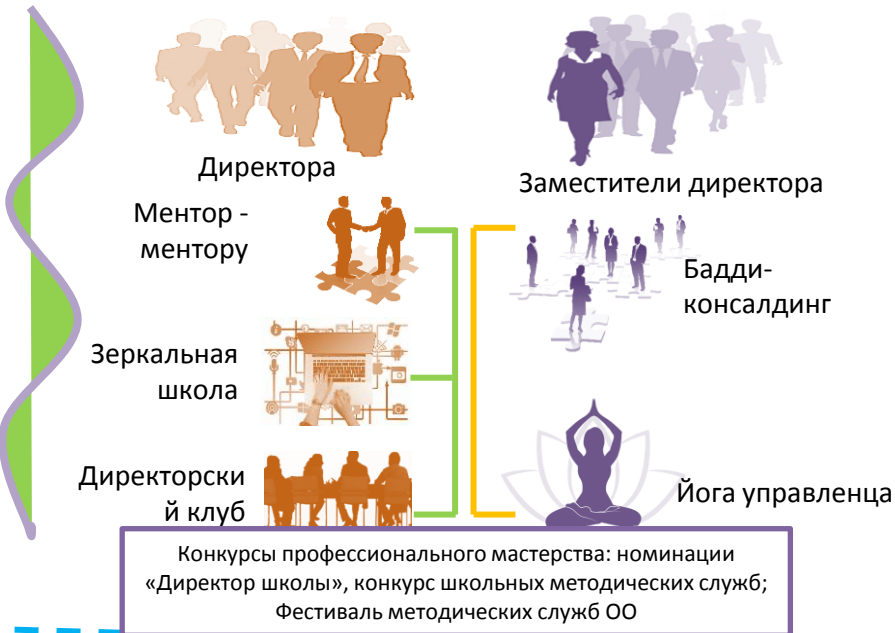 Директора
Заместители директора
Ментор -
ментору
Бадди-
консалдинг
Зеркальная
школа
Директорски
й клуб
Йога управленца
Конкурсы профессионального мастерства: номинации
«Директор школы», конкурс школьных методических служб;
Фестиваль методических служб ОО